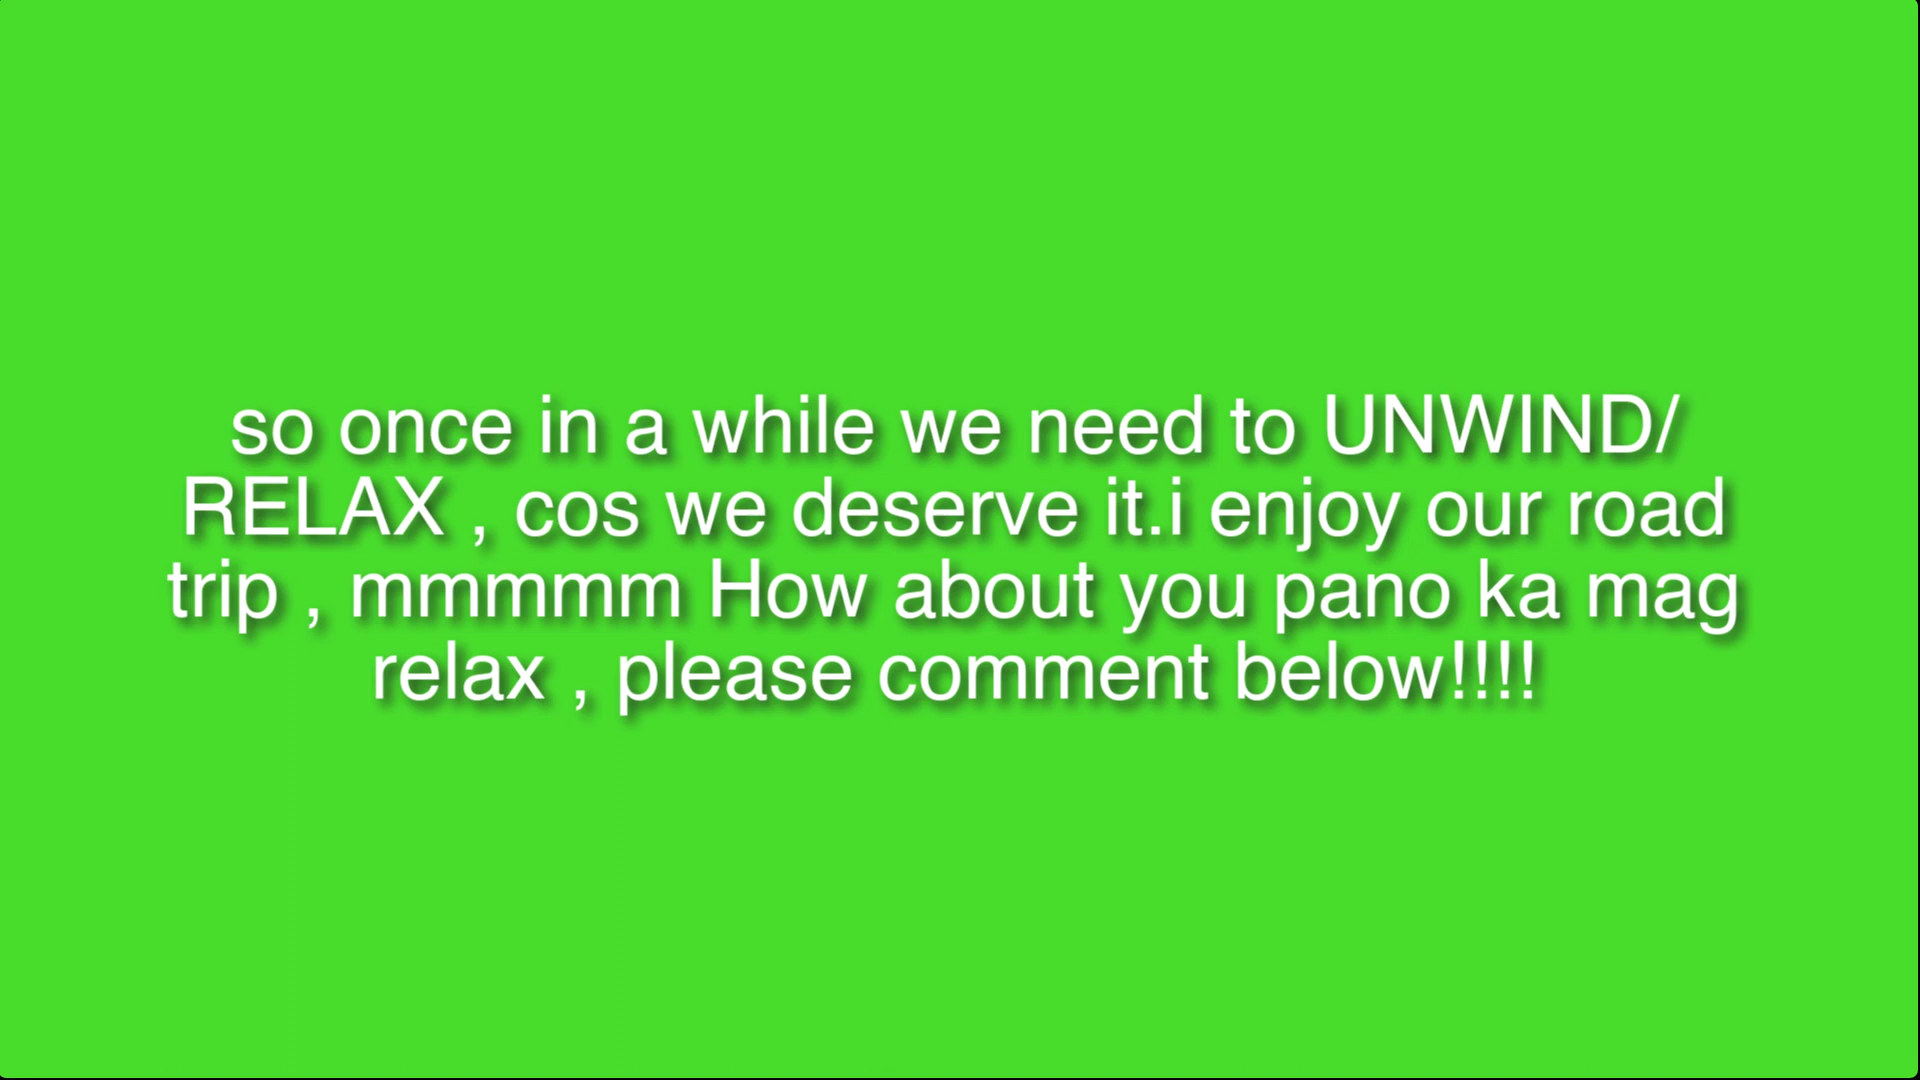 so once in a while we need to UNWIND/
RELAX , cos we deserve it.i enjoy our road
trip , mmmmm How about you pano ka mag
relax , please comment below!!!!